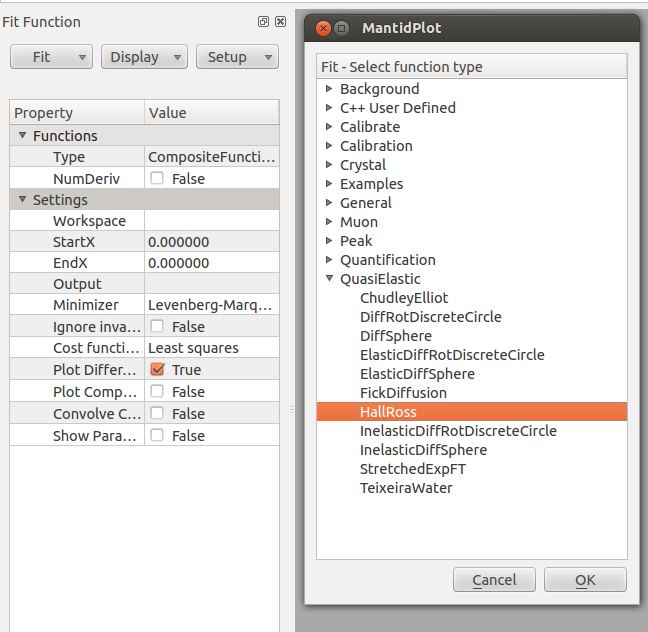 Fit Function
Fit
Display
Setup
Property Value
Functions
Type CompositeFuncti...
NumDeriv False
Settings
Workspace
StartX 0.000000
EndX 0.000000
Output
Minimizer Levenberg-Marq...
Ignore inva... False
Cost functi... Least squares
Plot Differ... True
Plot Comp... False
Convolve C... False
Show Para... False
MantidPlot
Fit - Select function type
Background
C++ User Defined
Calibrate
Calibration
Crystal
Examples
General
Muon
Peak
Quantification
QuasiElastic
ChudleyElliot
DiffRotDiscreteCircle
DiffSphere
ElasticDiffRotDiscreteCircle
ElasticDiffSphere
FickDiffusion
HallRoss
InelasticDiffRotDiscreteCircle
InelasticDiffSphere
StretchedExpFT
TeixeiraWater
Cancel
OK